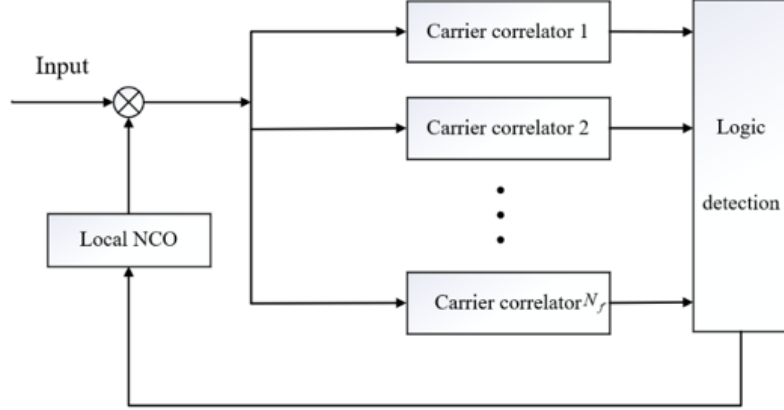 Carrier correlator 1
Input
Carrier correlator 2
Logic
detection
Local NCO
Carrier correlator N_f